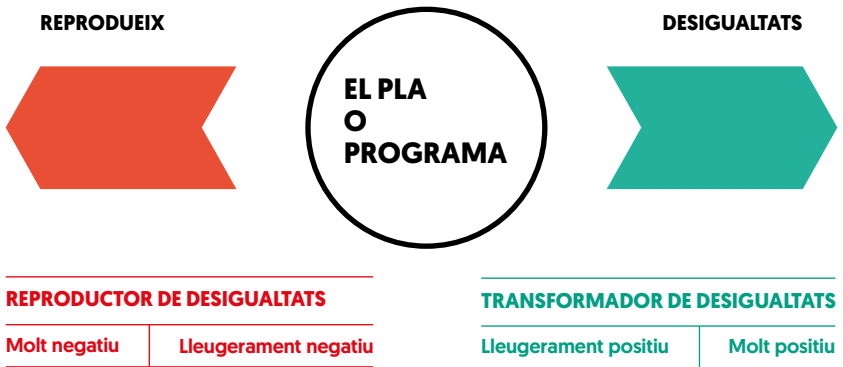 REPRODUEIX
DESIGUALTATS
EL PLA
O
PROGRAMA
REPRODUCTOR DE DESIGUALTATS
Molt negatiu
Lleugerament negatiu
TRANSFORMADOR DE DESIGUALTATS
Lleugerament positiu
Molt positiu